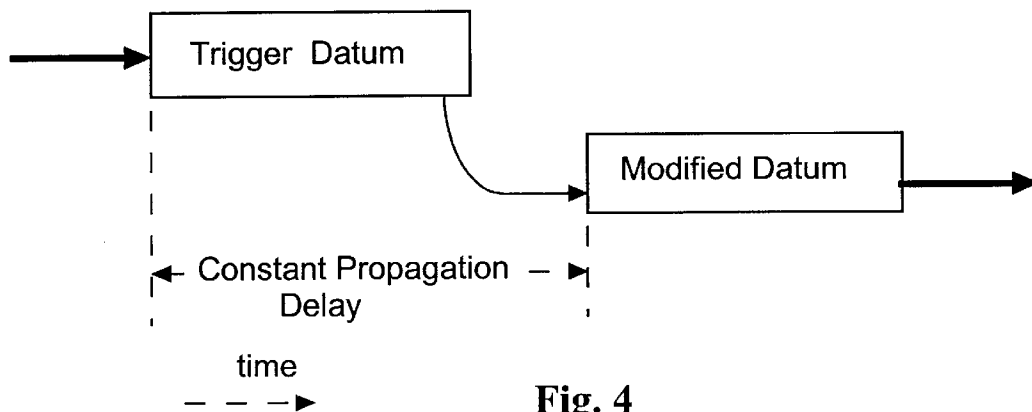 Trigger Datum
Modified Datum
Constant Propagation
Delay
time
Fig. 4